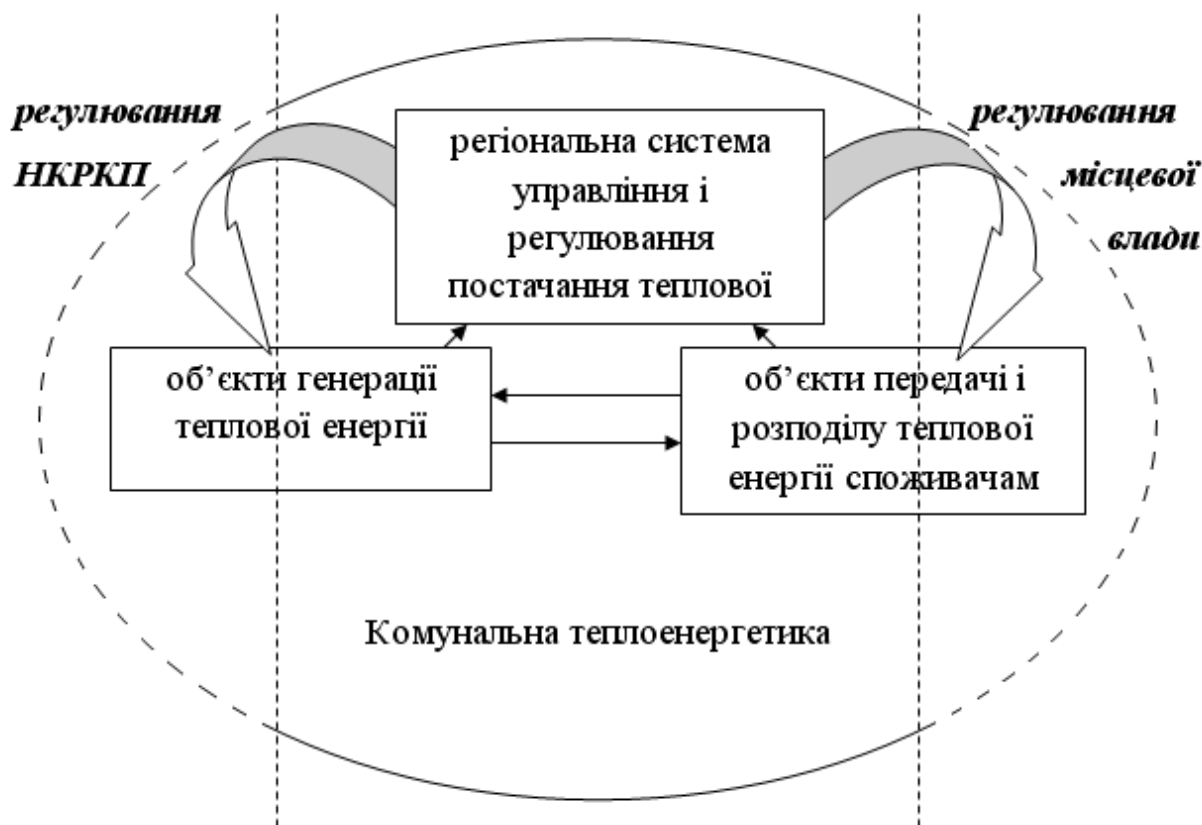 регулювання
НКРКП
регіональна система
управління і
регулювання
постачання теплової
регулювання
місцевої
влади
об’єкти генерації
теплової енергії
об’єкти передачі і
розподілу теплової
енергії споживачам
Комунальна теплоенергетика